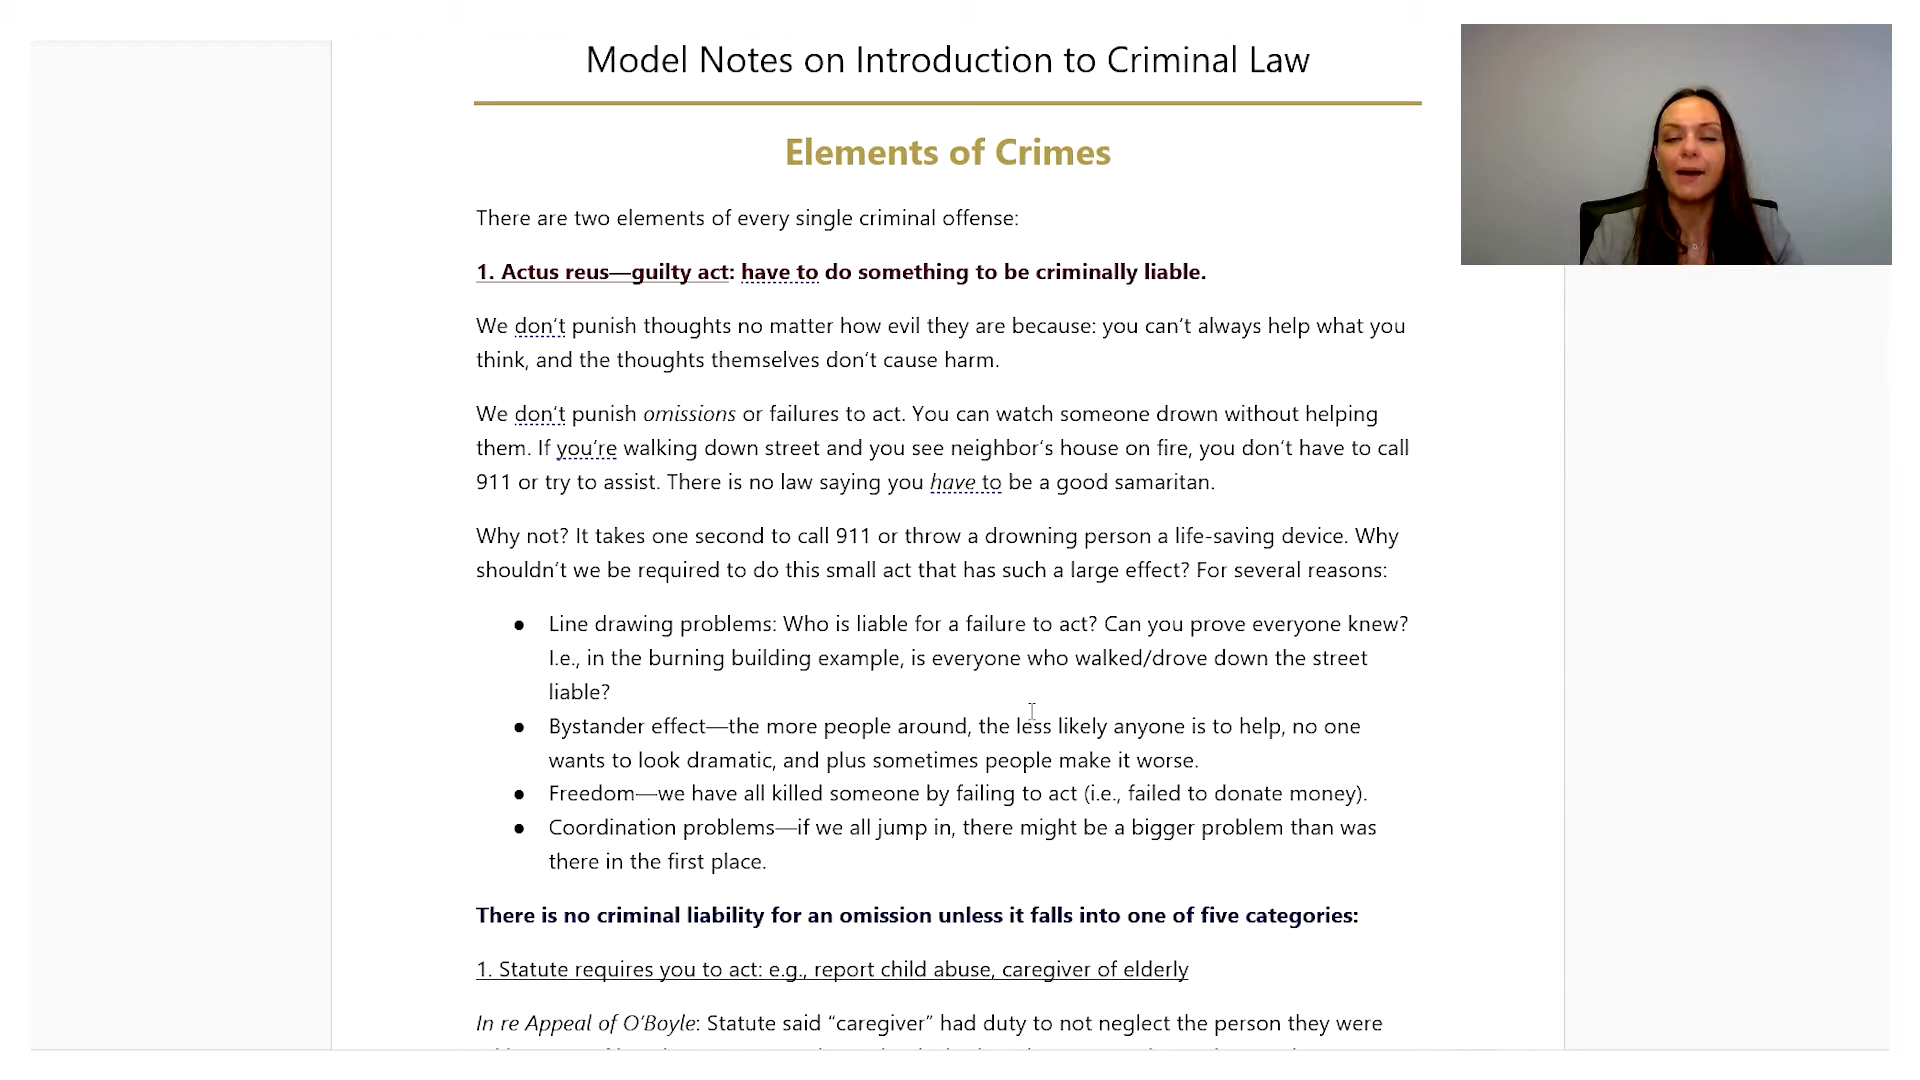 Model Notes on Introduction to Criminal Law
Elements of Crimes
There are two elements of every single criminal offense:
1. Actus reus—guilty act: have to do something to be criminally liable.
We don't punish thoughts no matter how evil they are because: you can't always help what you
think, and the thoughts themselves don't cause harm.
We don't punish omissions or failures to act. You can watch someone drown without helping
them. If you're walking down street and you see neighbor's house on fire, you don't have to call
911 or try to assist. There is no law saying you have to be a good samaritan.
Why not? It takes one second to call 911 or throw a drowning person a life-saving device. Why
shouldn't we be required to do this small act that has such a large effect? For several reasons:
● Line drawing problems: Who is liable for a failure to act? Can you prove everyone knew?
I.e., in the burning building example, is everyone who walked/drove down the street
liable?
● Bystander effect—the more people around, the less likely anyone is to help, no one
wants to look dramatic, and plus sometimes people make it worse.
● Freedom—we have all killed someone by failing to act (i.e., failed to donate money).
● Coordination problems—if we all jump in, there might be a bigger problem than was
there in the first place.
There is no criminal liability for an omission unless it falls into one of five categories:
1. Statute requires you to act: e.g., report child abuse, caregiver of elderly
In re Appeal of O'Boyle: Statute said “caregiver” had duty to not neglect the person they were